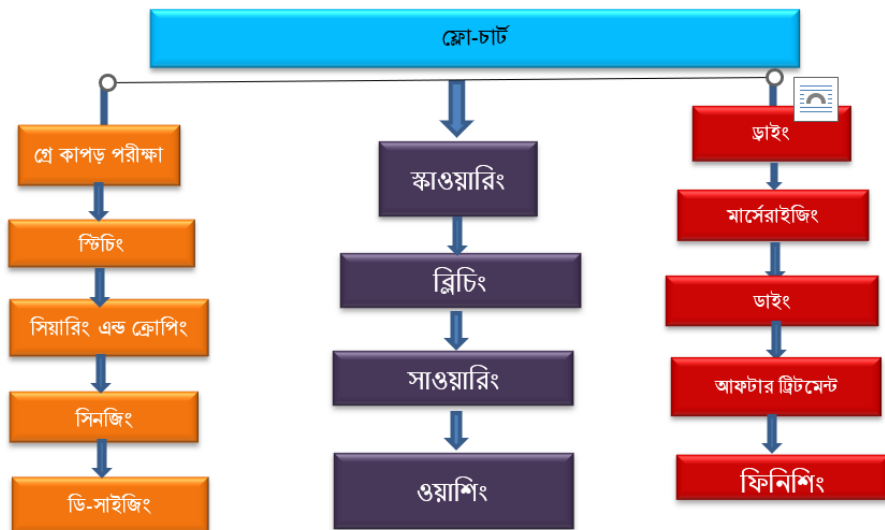 ফ্লো-চার্ট
গ্রে কাপড় পরীক্ষা
স্টিচিং
সিয়ারিং এন্ড ক্রোপিং
সিনজিং
ডি-সাইজিং
স্কাওয়ারিং
ব্লিচিং
সাওয়ারিং
ওয়াশিং
ড্রাইং
মার্সেরাইজিং
ডাইং
আফটার ট্রিটমেন্ট
ফিনিশিং